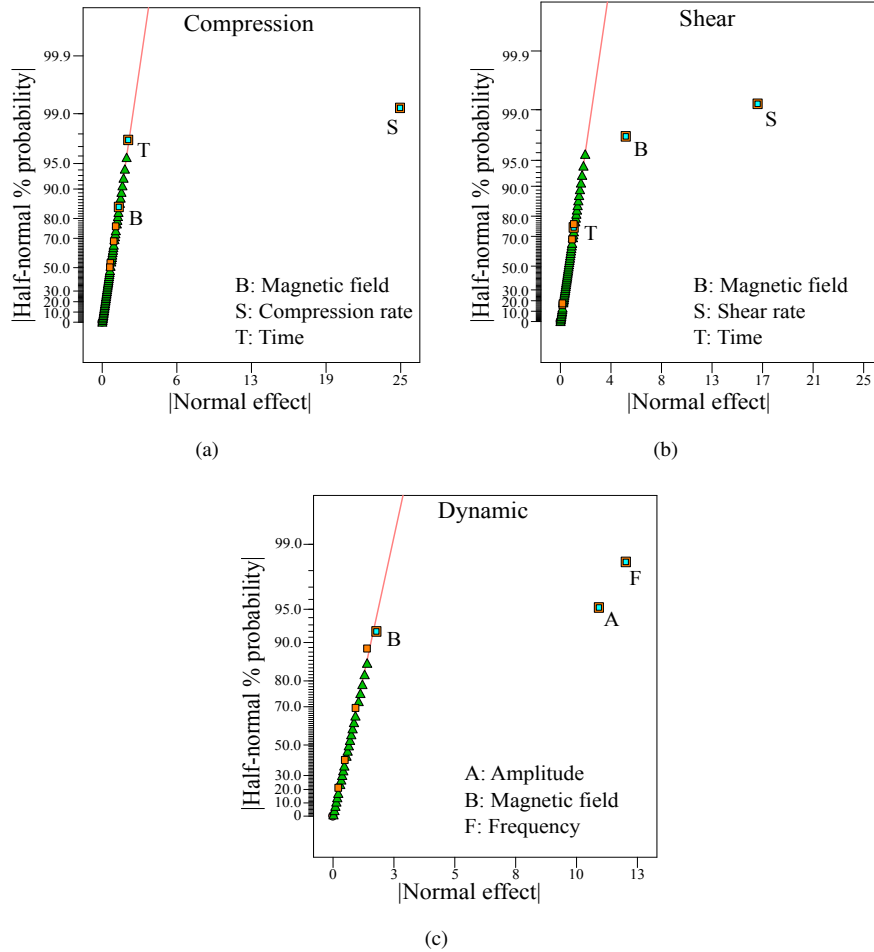 Compression
|Half-normal % probability|
99.9
99.0
95.0
90.0
80.0
70.0
50.0
30.0
20.0
10.0
0
S
T
B
B: Magnetic field
S: Compression rate
T: Time
0 6 13 19 25
|Normal effect|
(a)
Shear
|Half-normal % probability|
99.9
99.0
95.0
90.0
80.0
70.0
50.0
30.0
20.0
10.0
0
S
B
T
B: Magnetic field
S: Shear rate
T: Time
0 4 8 13 17 21 25
|Normal effect|
(b)
Dynamic
|Half-normal % probability|
99.0
95.0
90.0
80.0
70.0
50.0
30.0
20.0
10.0
0
F
A
B
A: Amplitude
B: Magnetic field
F: Frequency
0 3 5 8 10 13
|Normal effect|
(c)